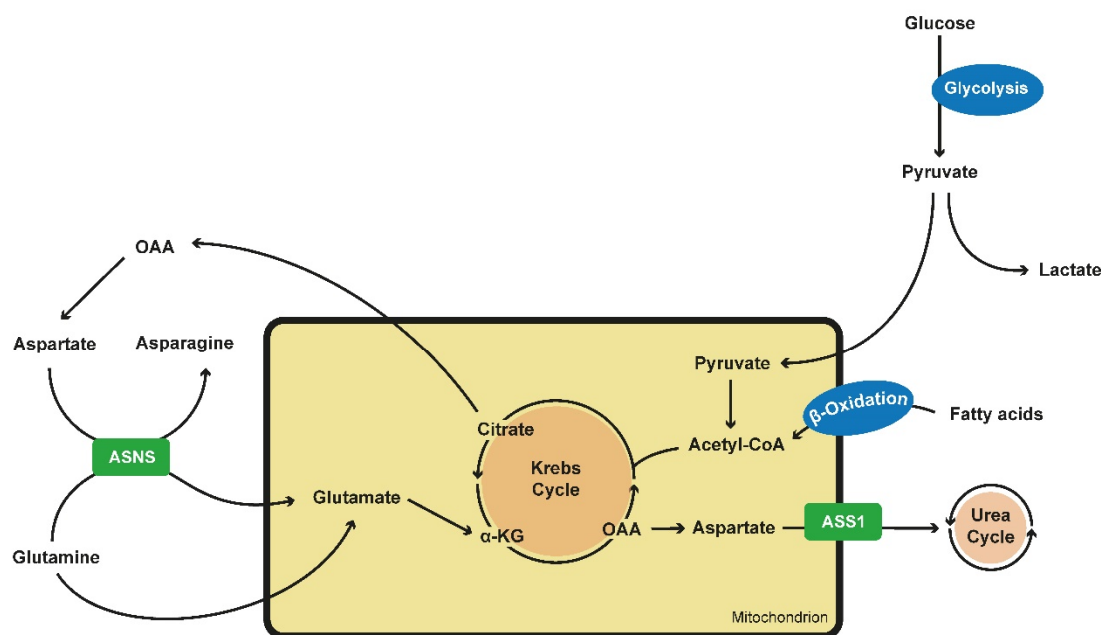 Glucose
Glycolysis
Pyruvate
OAA
Lactate
Aspartate
Asparagine
Pyruvate
β-Oxidation
Fatty acids
Citrate
Acetyl-CoA
ASNS
Krebs
Cycle
Glutamate
α-KG
OAA
Aspartate
ASS1
Urea
Cycle
Glutamine
Mitochondrion